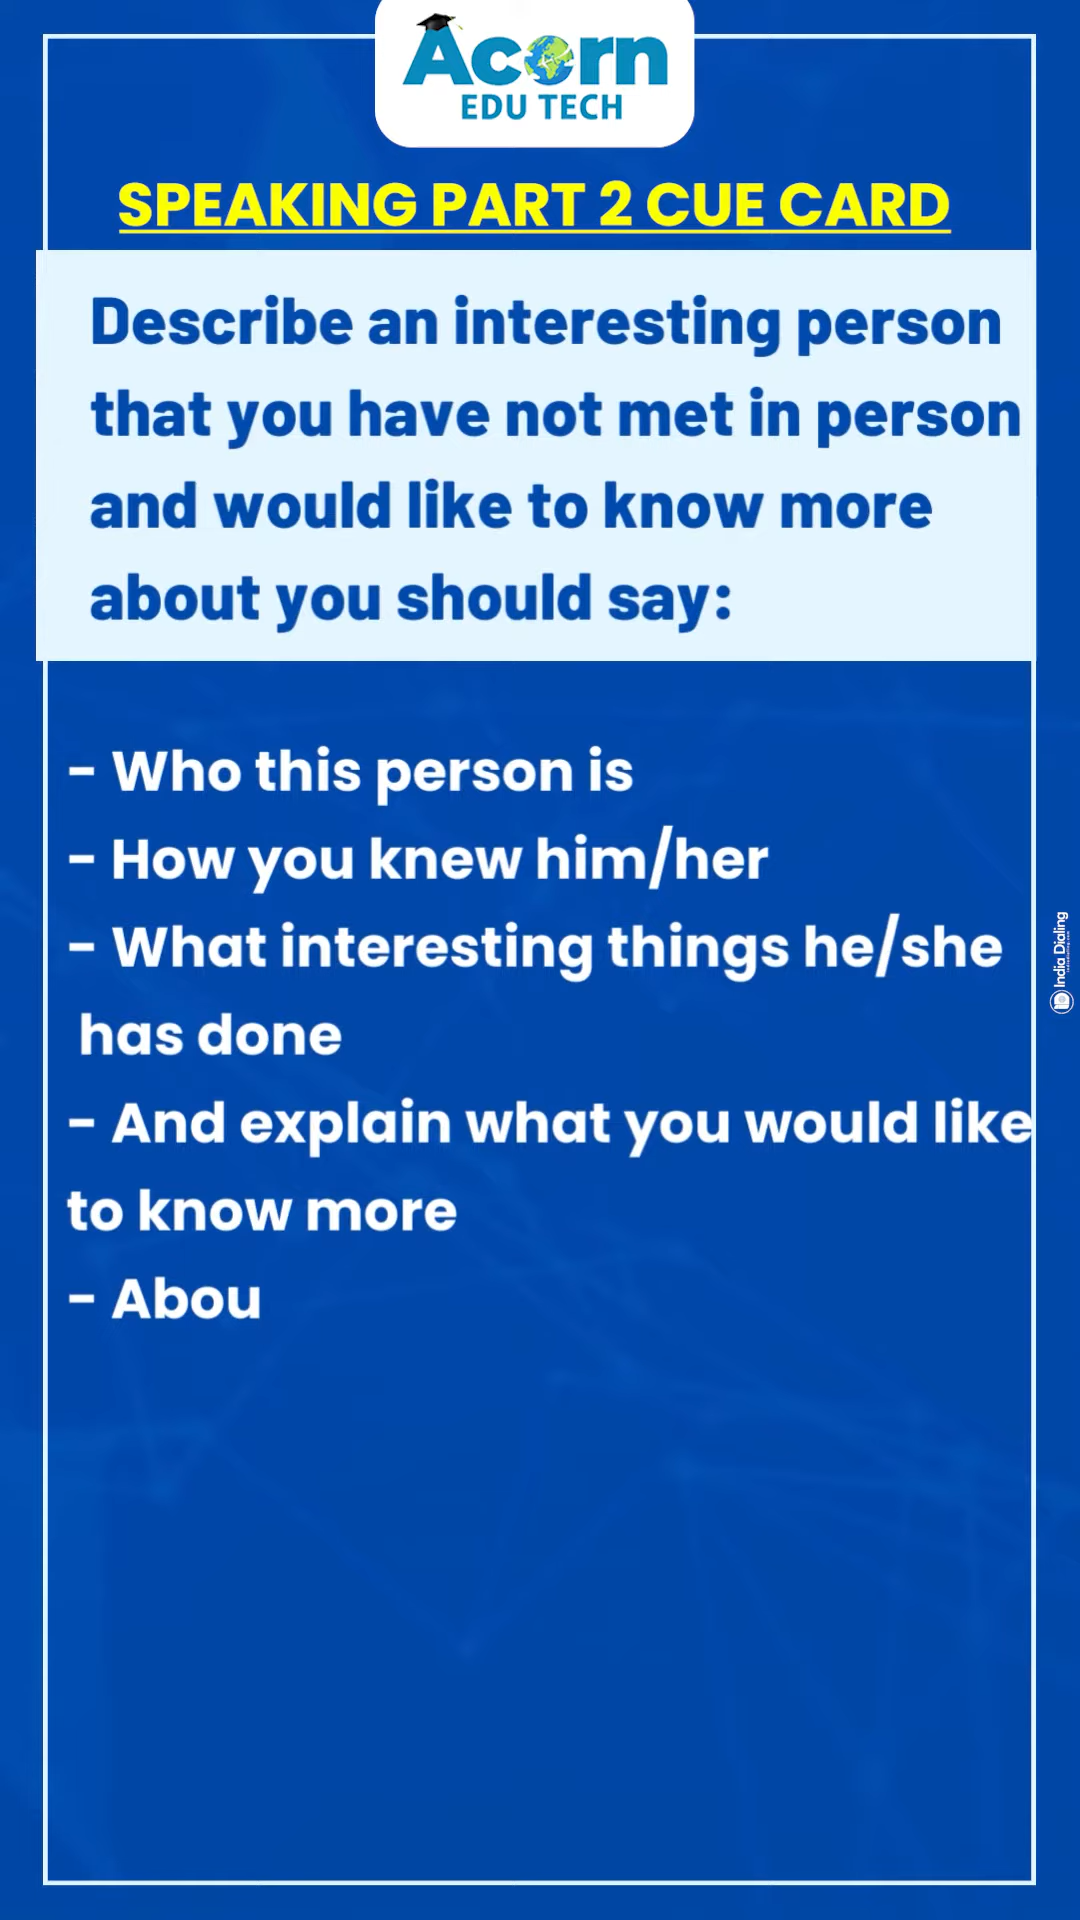 Acorn
EDU TECH
SPEAKING PART 2 CUE CARD
Describe an interesting person
that you have not met in person
and would like to know more
about you should say:
- Who this person is
- How you knew him/her
- What interesting things he/she
has done
- And explain what you would like
to know more
- Abou
India Dialing